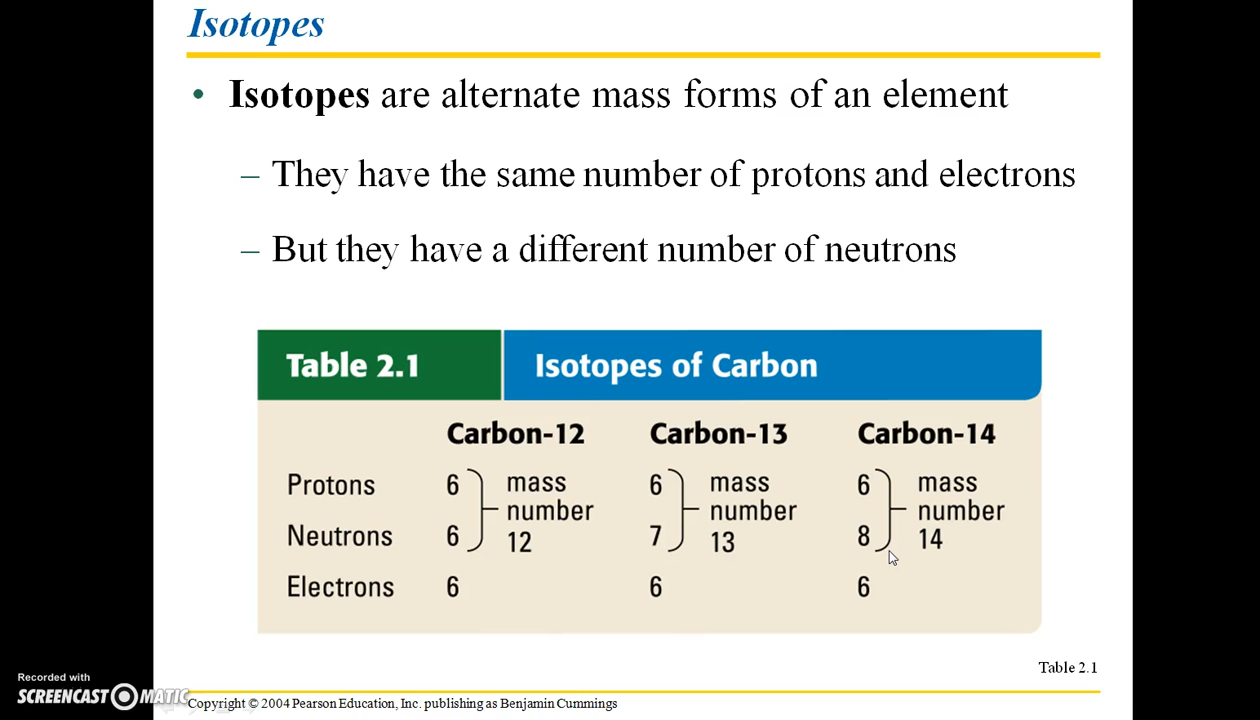 Isotopes
• Isotopes are alternate mass forms of an element
– They have the same number of protons and electrons
– But they have a different number of neutrons
Table 2.1 Isotopes of Carbon
Carbon-12 Carbon-13 Carbon-14
Protons 6 mass 6 mass 6 mass
number number number
Neutrons 6 12 7 13 8 14
Electrons 6 6 6
Table 2.1
Recorded with
SCREENCAST MATIC
Copyright © 2004 Pearson Education, Inc. publishing as Benjamin Cummings